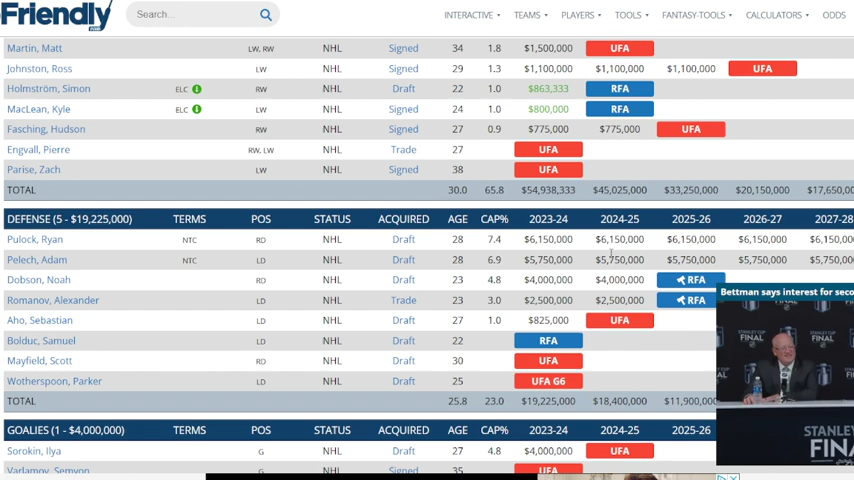 Friendly
Search...
INTERACTIVE TEAMS PLAYERS TOOLS FANTASY-TOOLS CALCULATORS ODDS
Martin, Matt LW, RW NHL Signed 34 1.8 $1,500,000 UFA
Johnston, Ross LW NHL Signed 29 1.3 $1,100,000 $1,100,000 $1,100,000 UFA
Holmström, Simon ELC RW NHL Draft 22 1.0 $863,333 RFA
MacLean, Kyle ELC LW NHL Signed 24 1.0 $800,000 RFA
Fasching, Hudson RW NHL Signed 27 0.9 $775,000 $775,000 UFA
Engvall, Pierre RW, LW NHL Trade 27 UFA
Parise, Zach LW NHL Signed 38 UFA
TOTAL 30.0 65.8 $54,938,333 $45,025,000 $33,250,000 $20,150,000 $17,650,00
DEFENSE (5 - $19,225,000) TERMS POS STATUS ACQUIRED AGE CAP% 2023-24 2024-25 2025-26 2026-27 2027-28
Pulock, Ryan NTC RD NHL Draft 28 7.4 $6,150,000 $6,150,000 $6,150,000 $6,150,000 $6,150,00
Pelech, Adam NTC LD NHL Draft 28 6.9 $5,750,000 $5,750,000 $5,750,000 $5,750,000 $5,750,00
Dobson, Noah RD NHL Draft 23 4.8 $4,000,000 $4,000,000 RFA
Romanov, Alexander LD NHL Trade 23 3.0 $2,500,000 $2,500,000 RFA
Bettman says interest for seco
Aho, Sebastian LD NHL Draft 27 1.0 $825,000 UFA
Bolduc, Samuel LD NHL Draft 22 RFA
Mayfield, Scott RD NHL Draft 30 UFA
Wotherspoon, Parker LD NHL Draft 25 UFA G6
TOTAL 25.8 23.0 $19,225,000 $18,400,000 $11,900,000
GOALIES (1 - $4,000,000) TERMS POS STATUS ACQUIRED AGE CAP% 2023-24 2024-25 2025-26
Sorokin, Ilya G NHL Draft 27 4.8 $4,000,000 UFA
Varlamov, Semyon G NHL Signed 35 UFA
STANLEY CUP
FINAL
STANLEY
FINA